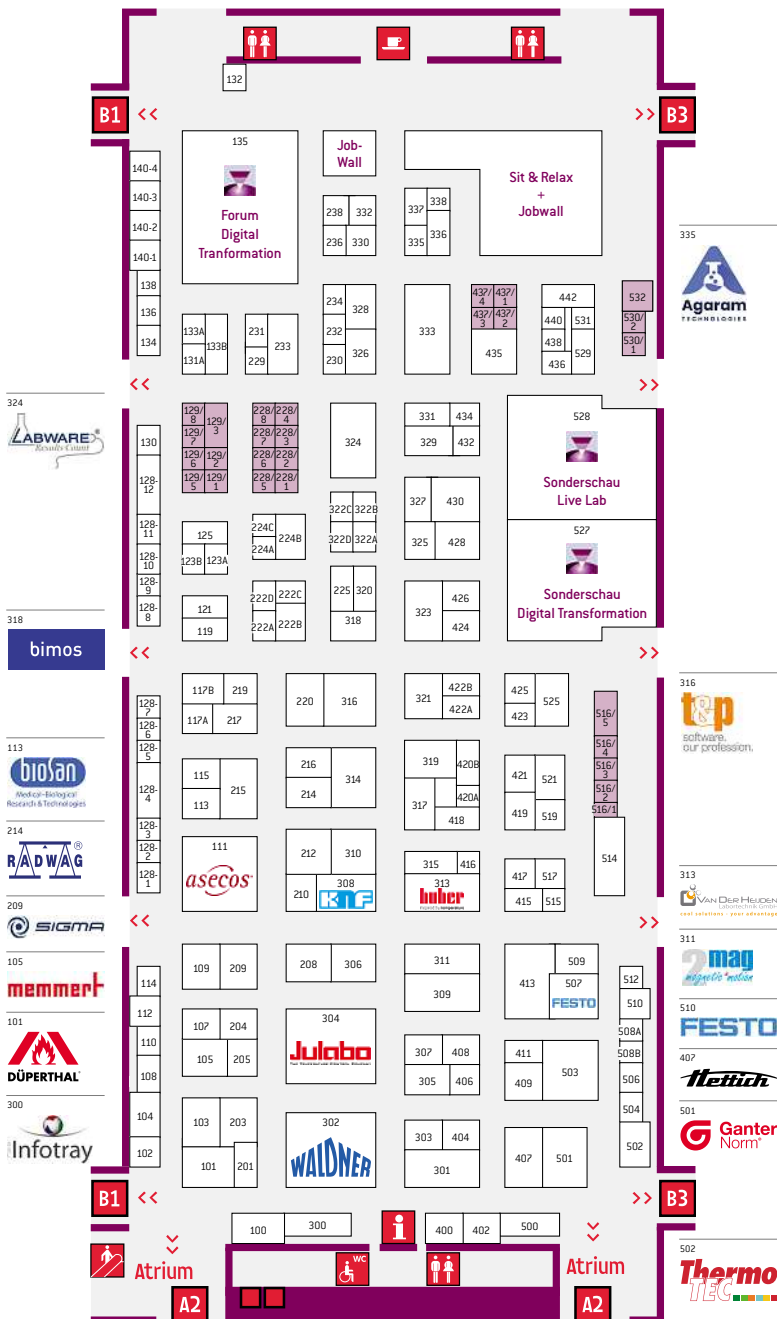 132
B1
B3
135
Forum
Digital
Tranformation
Job-
Wall
Sit & Relax
+
Jobwall
140-4
140-3
140-2
140-1
138
136
134
238
332
236
330
337
338
335
336
335
Agaram
TECHNOLOGIES
133A
133B
131A
231
233
229
234
328
232
230
326
333
437/
4
437/
1
437/
3
437/
2
435
442
440
531
438
529
436
532
530/
2
530/
1
324
LABWARE
Results Count
130
128-
12
128-
11
128-
10
128-
9
128-
8
129/
8
129/
3
129/
7
129/
6
129/
2
129/
5
129/
1
228/
8
228/
4
228/
7
228/
3
228/
6
228/
2
228/
5
228/
1
324
331
434
329
432
528
Sonderschau
Live Lab
527
Sonderschau
Digital Transformation
322C
322B
322D
322A
327
430
325
428
125
123B
123A
224C
224B
224A
121
119
222D
222C
222A
222B
225
320
318
323
426
424
318
bimos
117B
219
117A
217
220
316
321
422B
422A
425
525
423
316
t&p
software.
our profession.
128-
7
128-
6
128-
5
128-
4
128-
3
128-
2
128-
1
516/
5
516/
4
516/
3
516/
2
516/1
514
113
bioSan
Medical-Biological
Research & Technologies
115
215
113
216
314
214
319
420B
317
420A
418
421
521
419
519
214
RADWAG®
111
asecos®
212
310
210
308
KNF
315
416
313
huber
417
517
415
515
313
VAN DER HEIJDEN
Labortechnik GmbH
cool solutions - your advantage
209
SIGMA
105
memmert
101
DÜPERTHAL
300
Infotray
311
2mag
magnetic motion
510
FESTO
407
Hettich
501
Ganter
Norm®
502
Thermo
TEC
114
112
110
108
104
102
109
209
208
306
311
309
413
509
507
FESTO
512
510
508A
508B
506
504
502
107
204
105
205
304
Julabo
307
408
305
406
411
503
409
103
203
101
201
302
WALDNER
303
404
301
407
501
B1
B3
100
300
400
402
500
Atrium
Atrium
WC
A2
A2